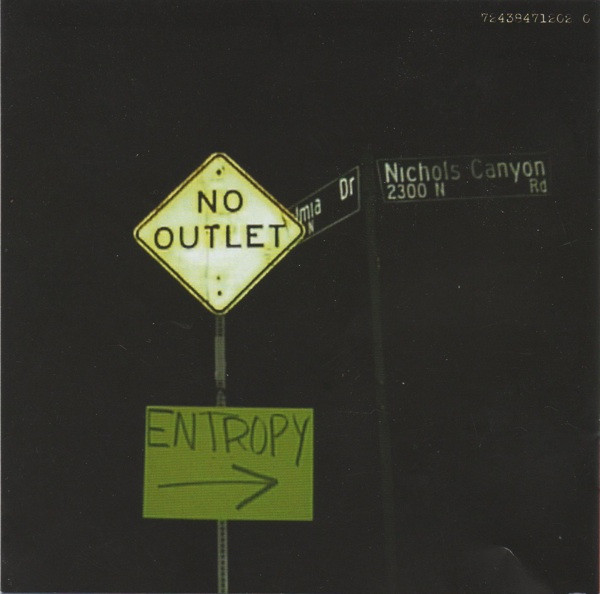 72438471202 0
NO
OUTLET
Dr
N
Nichols Canyon
2300 N Rd
ENTROPY